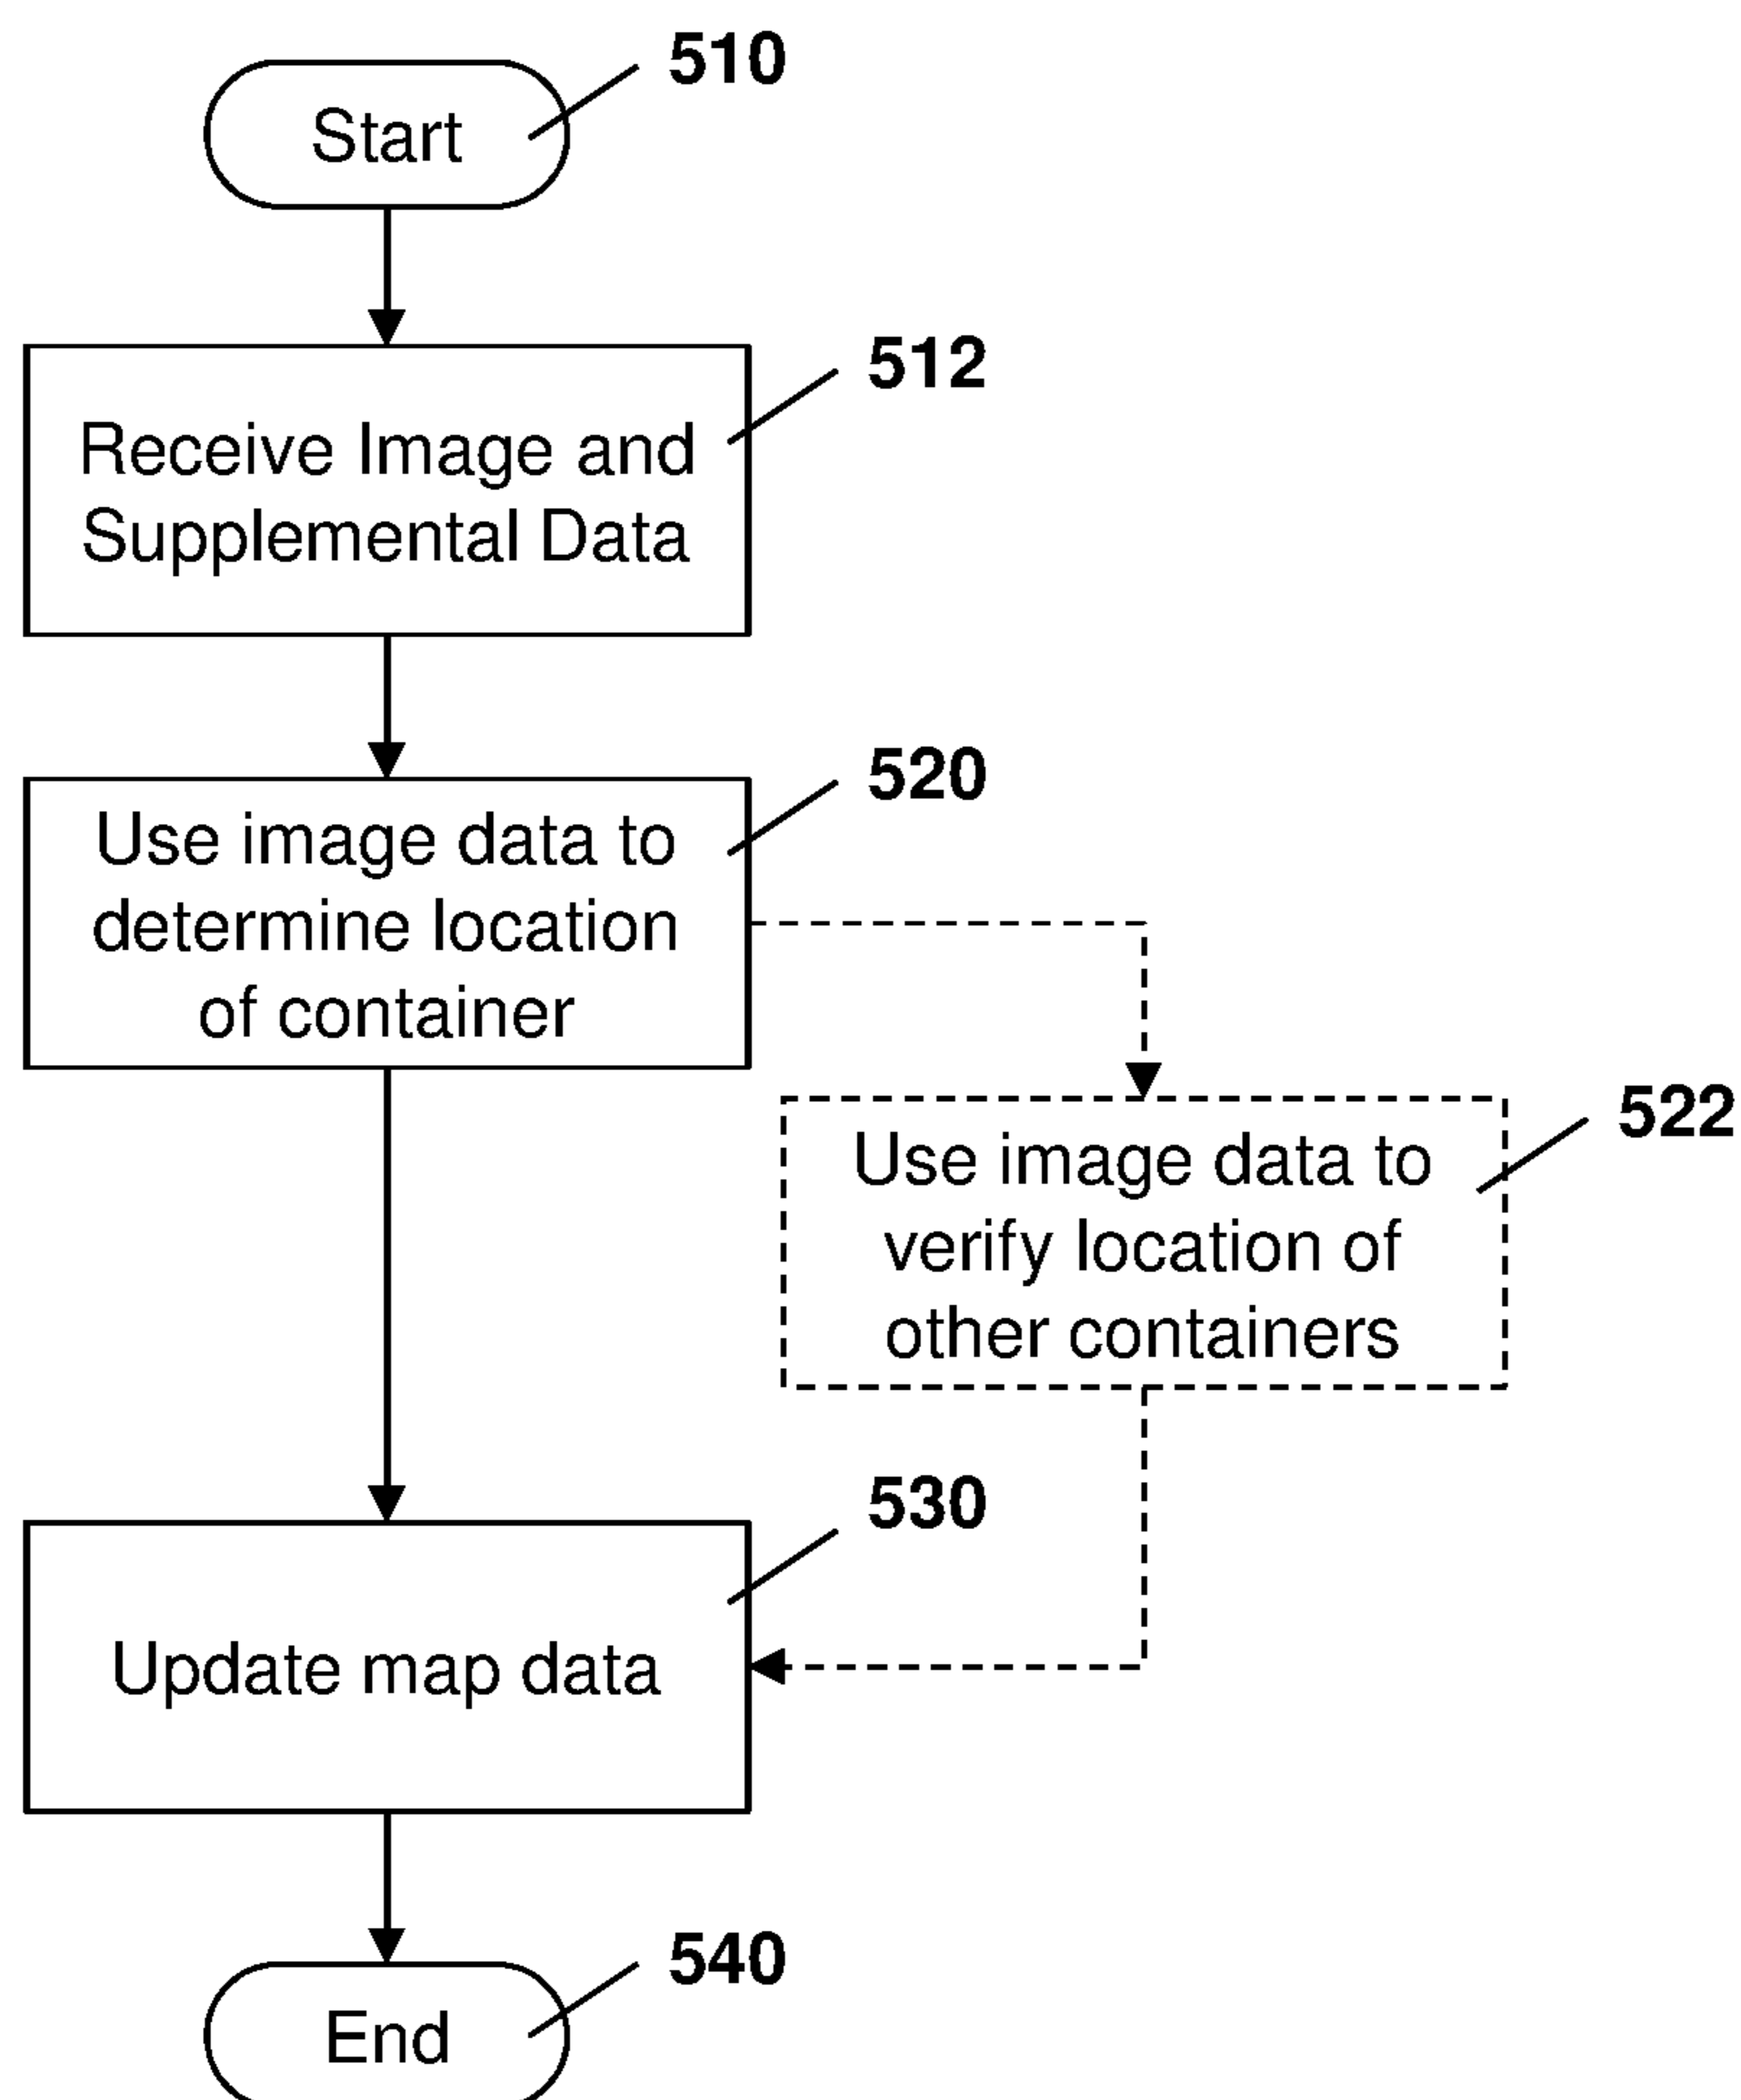 510
Start
512
Receive Image and
Supplemental Data
520
Use image data to
determine location
of container
522
Use image data to
verify location of
other containers
530
Update map data
540
End